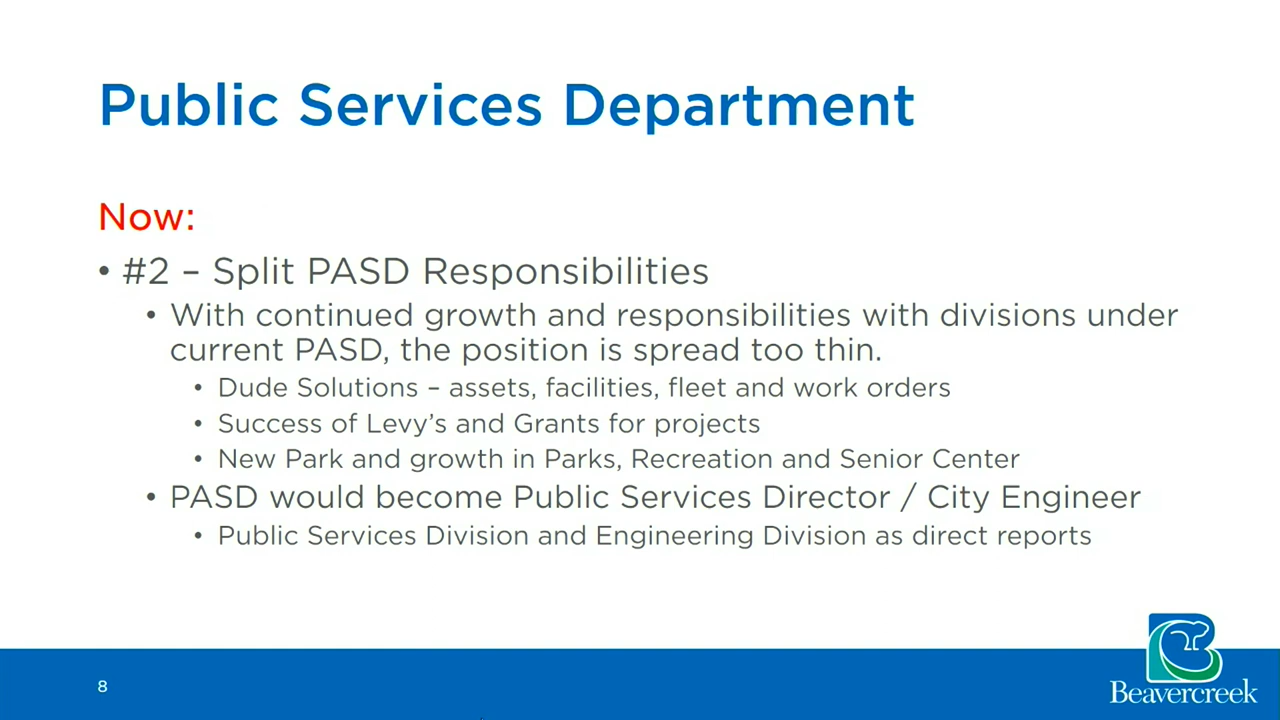 Public Services Department
Now:
• #2 – Split PASD Responsibilities
• With continued growth and responsibilities with divisions under
current PASD, the position is spread too thin.
• Dude Solutions – assets, facilities, fleet and work orders
• Success of Levy’s and Grants for projects
• New Park and growth in Parks, Recreation and Senior Center
• PASD would become Public Services Director / City Engineer
• Public Services Division and Engineering Division as direct reports
8
Beavercreek